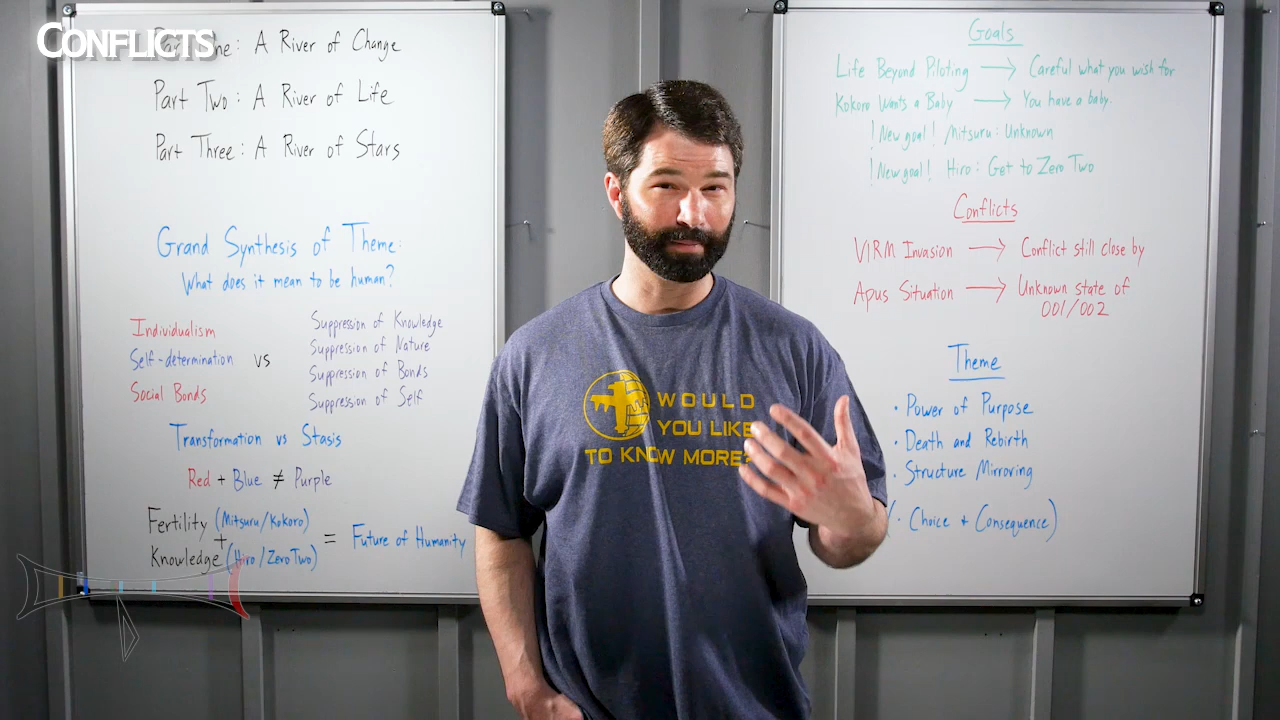 CONFLICTS
Part One: A River of Change
Part Two: A River of Life
Part Three: A River of Stars
Grand Synthesis of Theme:
What does it mean to be human?
Individualism
Self-determination
Social Bonds
vs
Suppression of Knowledge
Suppression of Nature
Suppression of Bonds
Suppression of Self
Transformation vs Stasis
Red + Blue ≠ Purple
Fertility (Mitsuru/Kokoro)
+
Knowledge (Hiro/Zero Two)
= Future of Humanity
WOULD
YOU LIKE
TO KNOW MORE?
Goals
Life Beyond Piloting → Careful what you wish for
Kokoro Wants a Baby → You have a baby.
!New goal! Mitsuru: Unknown
!New goal! Hiro: Get to Zero Two
Conflicts
VIRM Invasion → Conflict still close by
Apus Situation → Unknown state of
001/002
Theme
• Power of Purpose
• Death and Rebirth
• Structure Mirroring
(• Choice + Consequence)